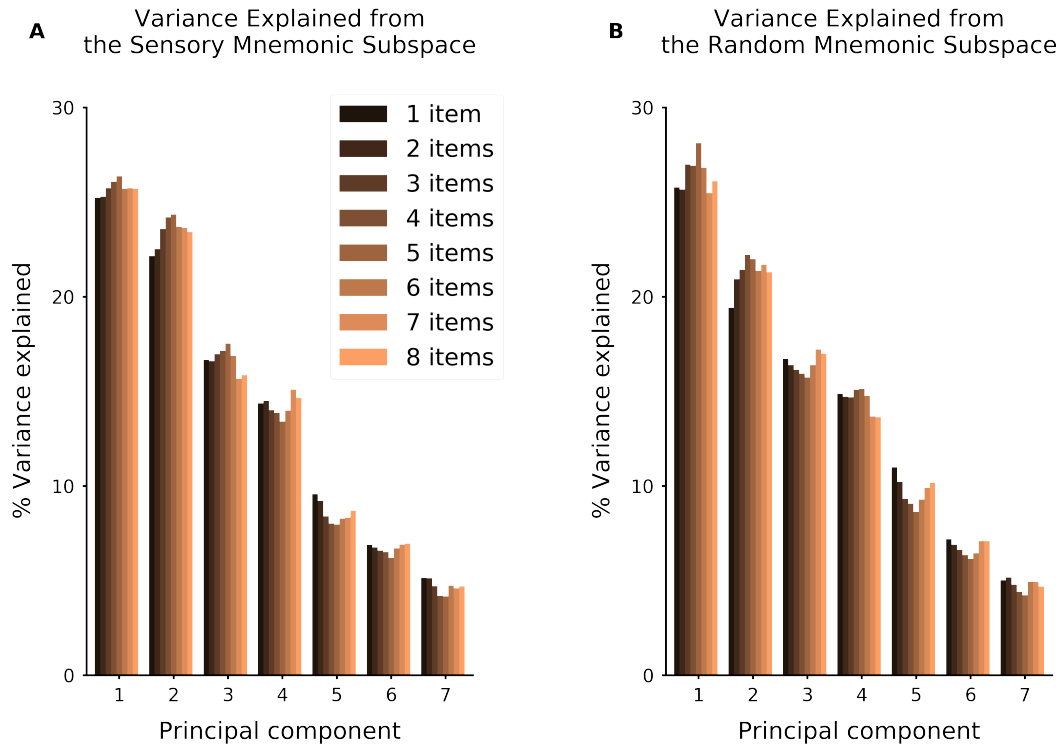 A
Variance Explained from
the Sensory Mnemonic Subspace
30
20
10
0
% Variance explained
1 item
2 items
3 items
4 items
5 items
6 items
7 items
8 items
1 2 3 4 5 6 7
Principal component
B
Variance Explained from
the Random Mnemonic Subspace
30
20
10
0
% Variance explained
1 2 3 4 5 6 7
Principal component